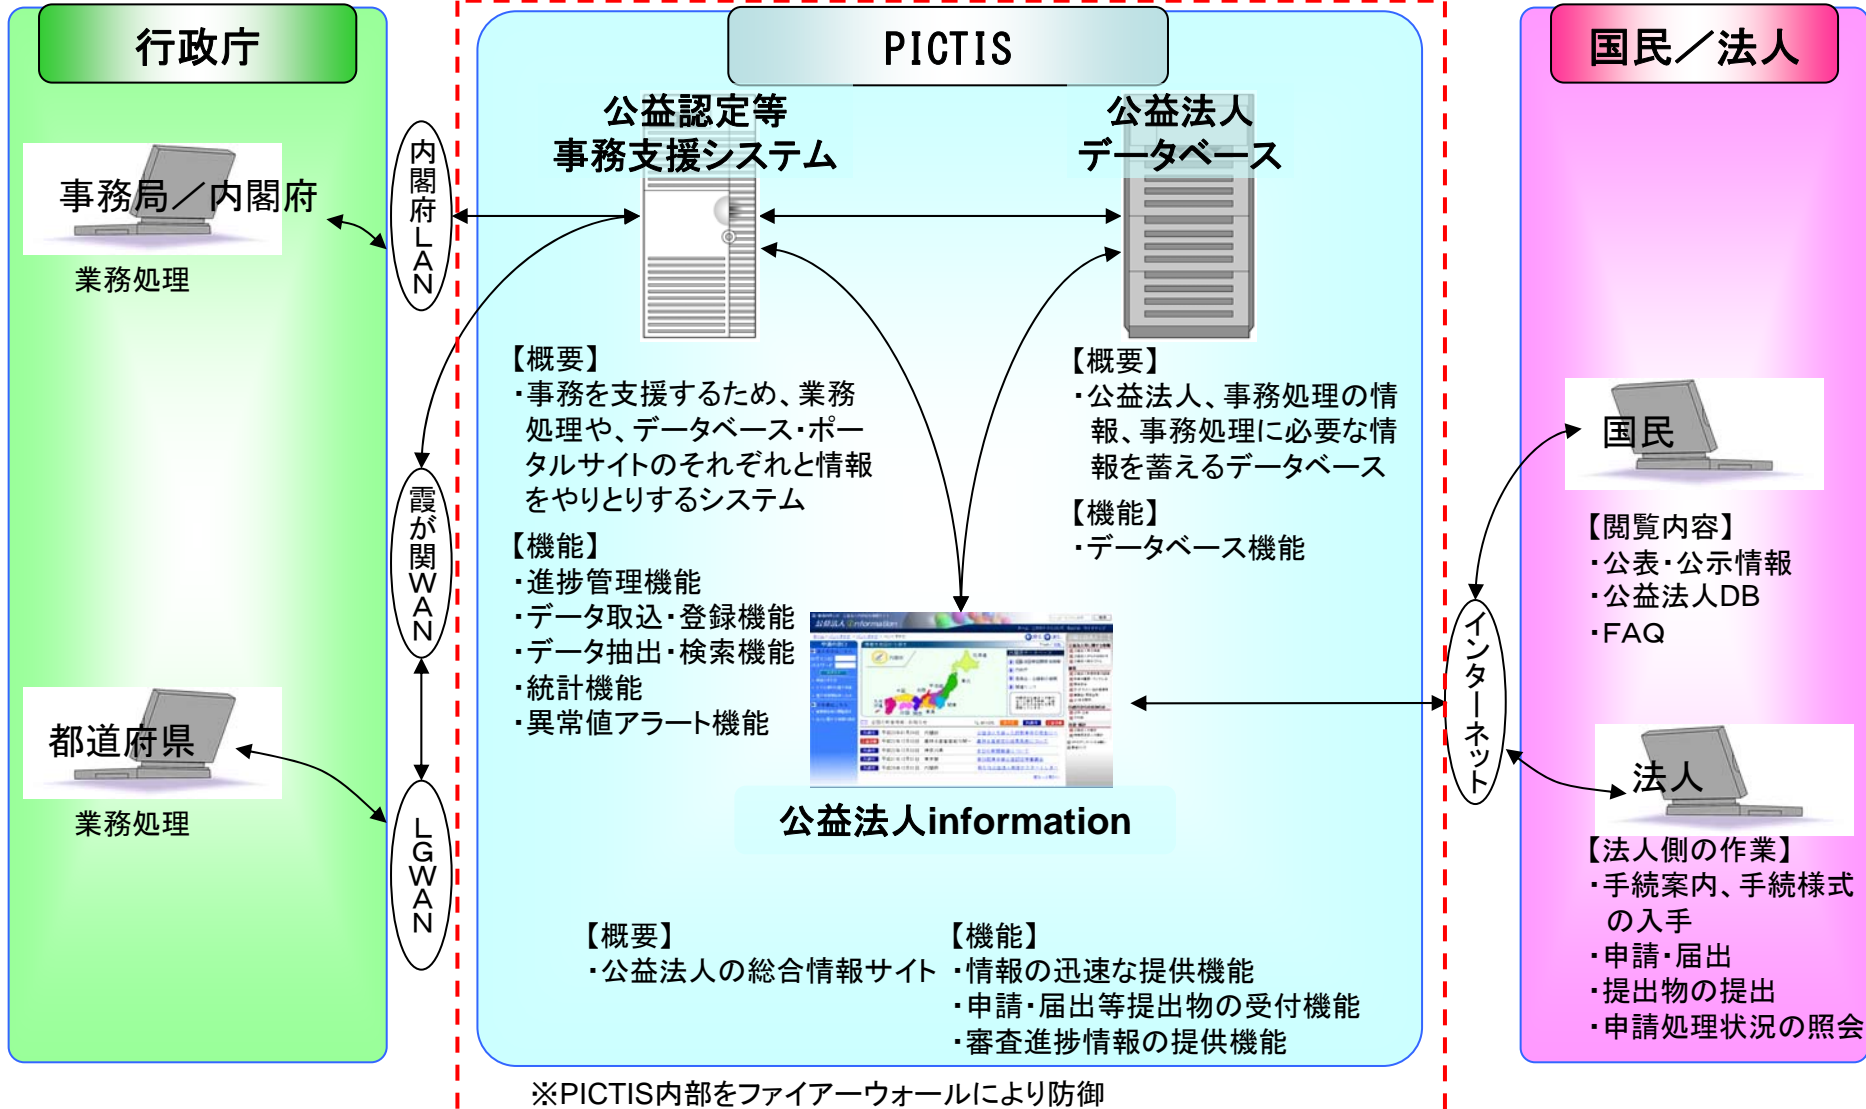 行政庁
事務局／内閣府
業務処理
都道府県
業務処理
内閣府LAN
霞が関WAN
LGWAN
PICTIS
公益認定等
事務支援システム
【概要】
・事務を支援するため、業務
処理や、データベース・ポー
タルサイトのそれぞれと情報
をやりとりするシステム
【機能】
・進捗管理機能
・データ取込・登録機能
・データ抽出・検索機能
・統計機能
・異常値アラート機能
公益法人
データベース
【概要】
・公益法人、事務処理の情
報、事務処理に必要な情
報を蓄えるデータベース
【機能】
・データベース機能
公益法人information
【概要】
・公益法人の総合情報サイト
【機能】
・情報の迅速な提供機能
・申請・届出等提出物の受付機能
・審査進捗情報の提供機能
※PICTIS内部をファイアーウォールにより防御
インターネット
国民／法人
国民
【閲覧内容】
・公表・公示情報
・公益法人DB
・FAQ
法人
【法人側の作業】
・手続案内、手続様式
の入手
・申請・届出
・提出物の提出
・申請処理状況の照会